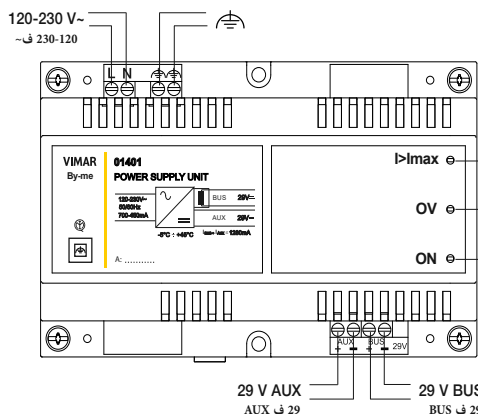 120-230 V~
120-230 ف~
L N
VIMAR
By-me
01401
POWER SUPPLY UNIT
120-230V~
50/60Hz
700-450mA
BUS 29V
AUX 29V
-5°C : +45°C
IBUS+ IAUX : 1280mA
A: ............
I>Imax
OV
ON
AUX BUS 29V
+ - + -
29 V AUX
29 ف AUX
29 V BUS
29 ف BUS